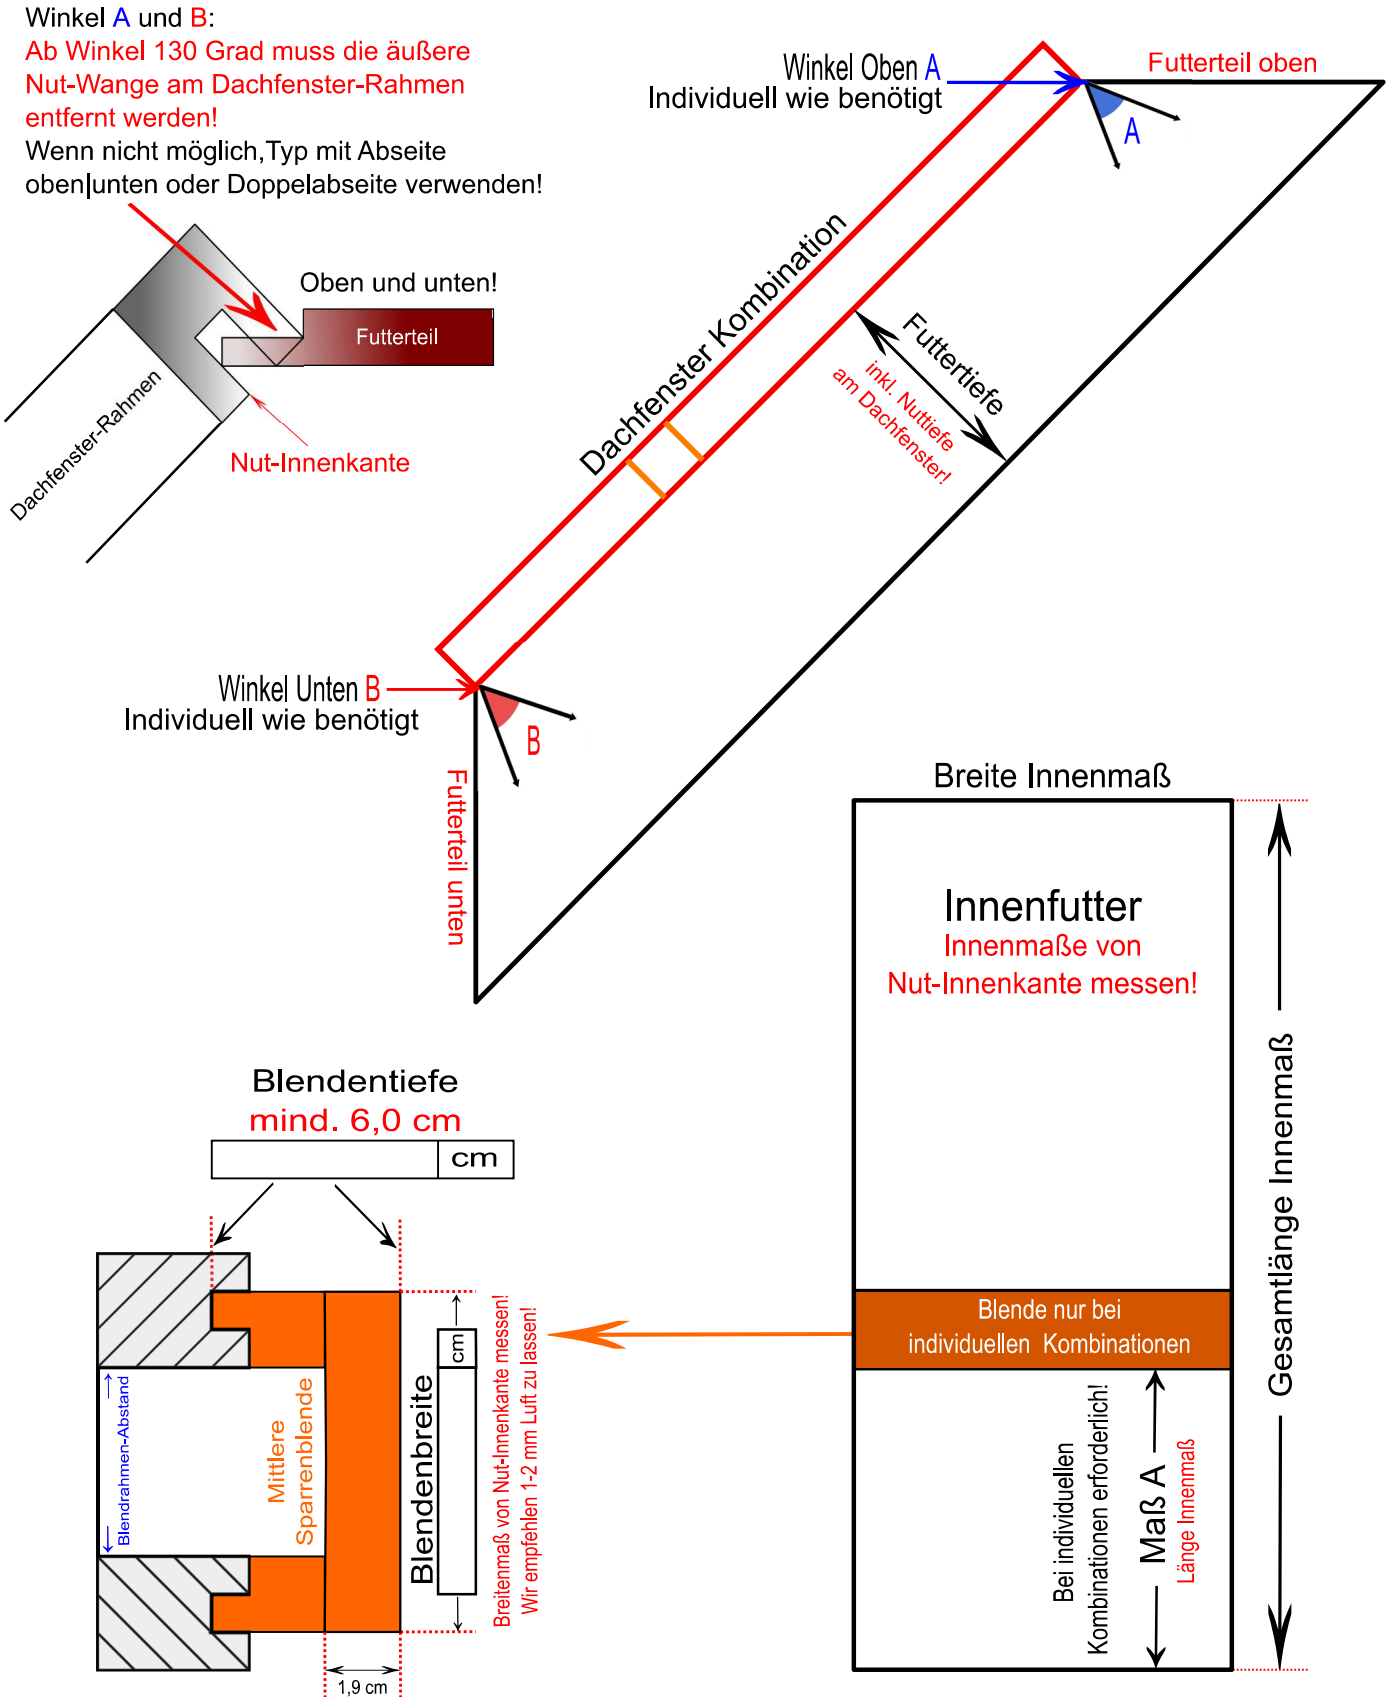 Winkel A und B:
Ab Winkel 130 Grad muss die äußere
Nut-Wange am Dachfenster-Rahmen
entfernt werden!
Wenn nicht möglich,Typ mit Abseite
oben|unten oder Doppelabseite verwenden!
Oben und unten!
Futterteil
Dachfenster-Rahmen
Nut-Innenkante
Winkel Oben A
Individuell wie benötigt
Futterteil oben
A
Dachfenster Kombination
Futtertiefe
inkl. Nuttiefe
am Dachfenster!
Winkel Unten B
Individuell wie benötigt
B
Futterteil unten
Breite Innenmaß
Innenfutter
Innenmaße von
Nut-Innenkante messen!
Gesamtlänge Innenmaß
Blende nur bei
individuellen Kombinationen
Bei individuellen
Kombinationen erforderlich!
Maß A
Länge Innenmaß
Blendentiefe
mind. 6,0 cm
cm
Blendrahmen-Abstand
Mittlere
Sparrenblende
Blendenbreite
cm
Breitenmaß von Nut-Innenkante messen!
Wir empfehlen 1-2 mm Luft zu lassen!
1,9 cm